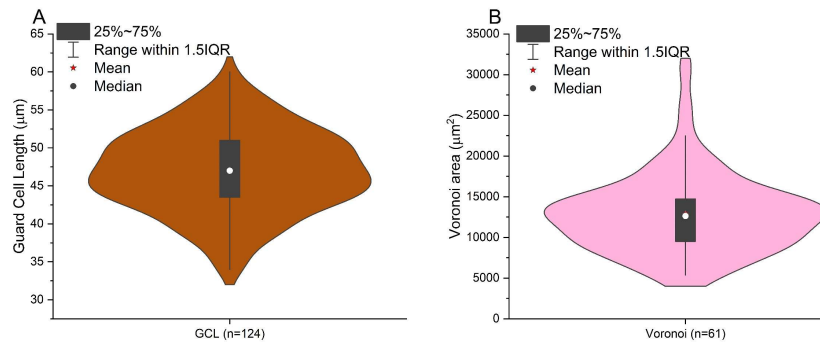 A
25%~75%
Range within 1.5IQR
Mean
Median
65
60
55
50
45
40
35
30
Guard Cell Length (μm)
GCL (n=124)
B
25%~75%
Range within 1.5IQR
Mean
Median
35000
30000
25000
20000
15000
10000
5000
0
Voronoi area (μm²)
Voronoi (n=61)